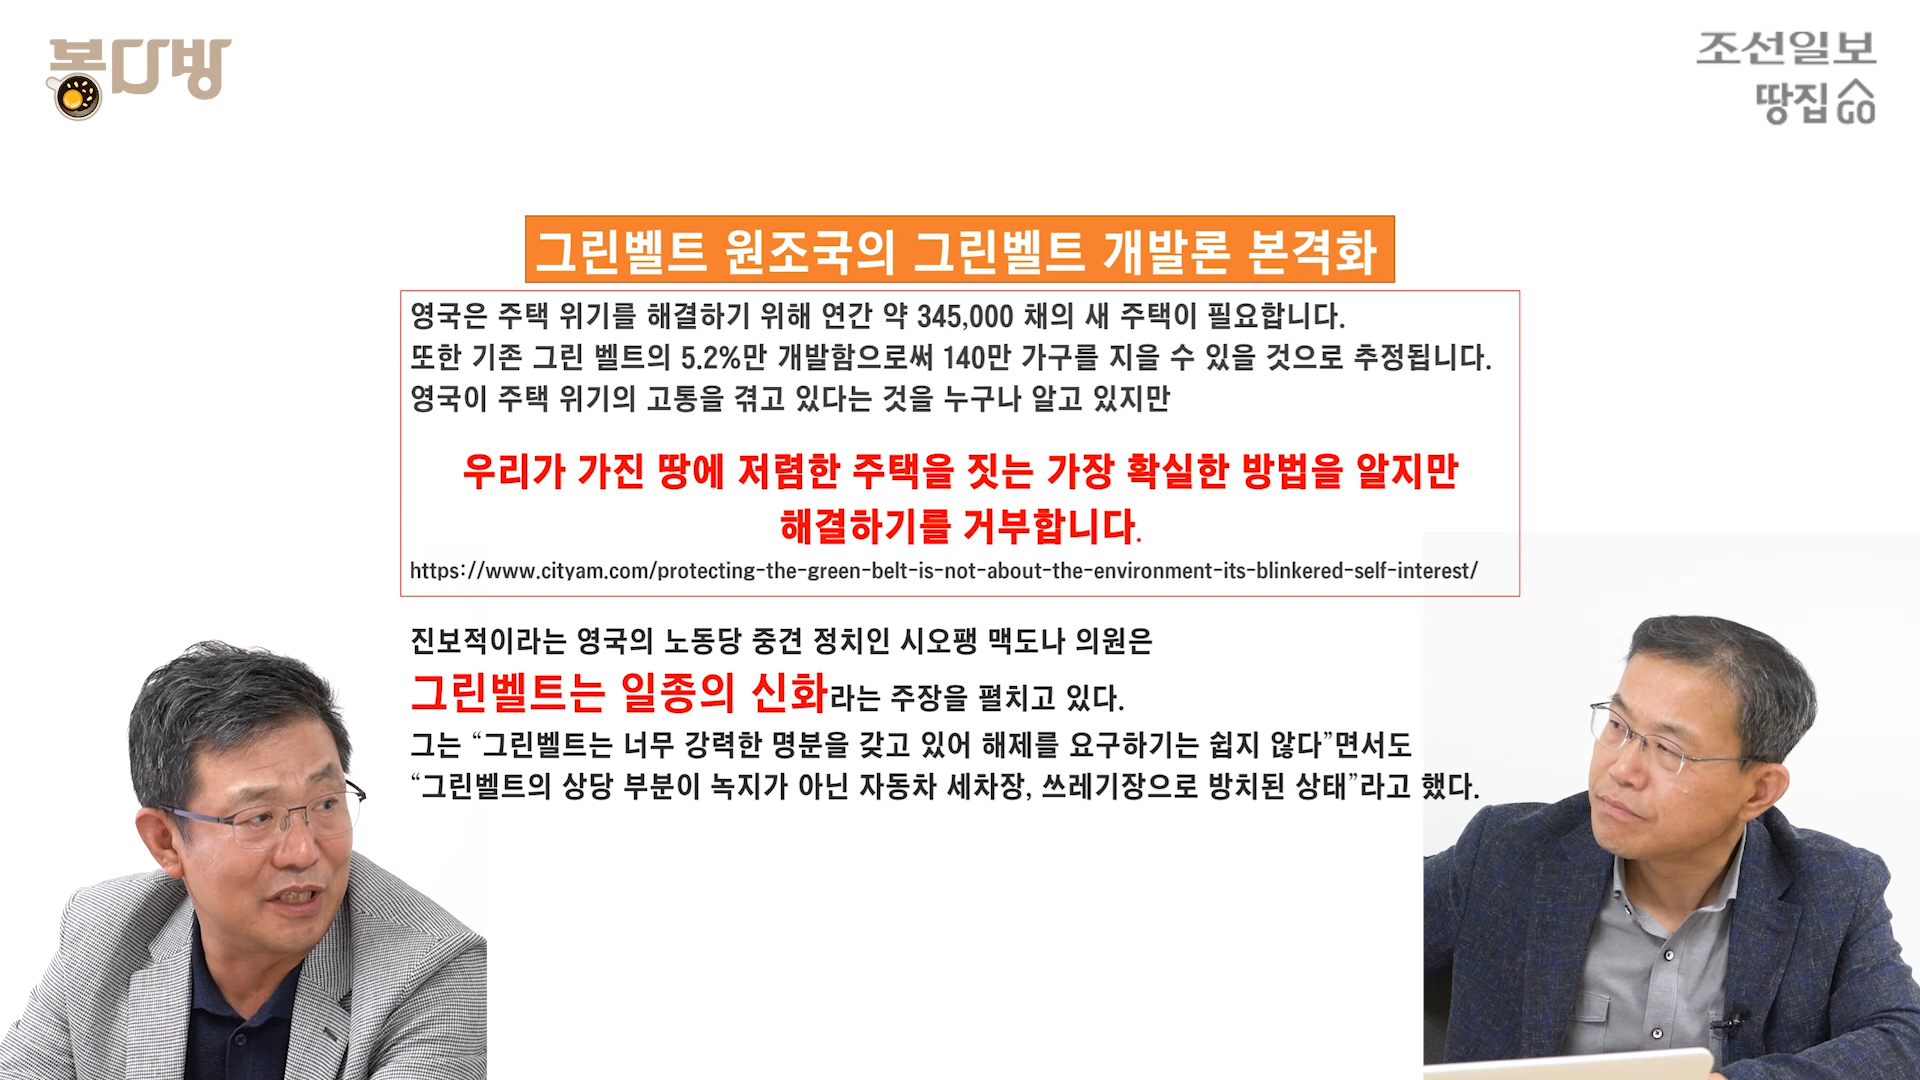 봉다방
조선일보
땅집GO
그린벨트 원조국의 그린벨트 개발론 본격화
영국은 주택 위기를 해결하기 위해 연간 약 345,000 채의 새 주택이 필요합니다.
또한 기존 그린 벨트의 5.2%만 개발함으로써 140만 가구를 지을 수 있을 것으로 추정됩니다.
영국이 주택 위기의 고통을 겪고 있다는 것을 누구나 알고 있지만
우리가 가진 땅에 저렴한 주택을 짓는 가장 확실한 방법을 알지만
해결하기를 거부합니다.
https://www.cityam.com/protecting-the-green-belt-is-not-about-the-environment-its-blinkered-self-interest/
진보적이라는 영국의 노동당 중견 정치인 시오팽 맥도나 의원은
그린벨트는 일종의 신화라는 주장을 펼치고 있다.
그는 “그린벨트는 너무 강력한 명분을 갖고 있어 해제를 요구하기는 쉽지 않다”면서도
“그린벨트의 상당 부분이 녹지가 아닌 자동차 세차장, 쓰레기장으로 방치된 상태”라고 했다.